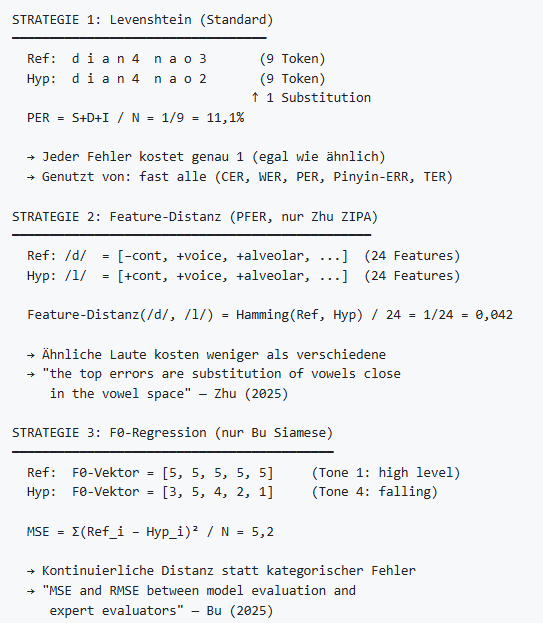 STRATEGIE 1: Levenshtein (Standard)
Ref: d i a n 4 n a o 3 (9 Token)
Hyp: d i a n 4 n a o 2 (9 Token)
↑ 1 Substitution
PER = S+D+I / N = 1/9 = 11,1%
→ Jeder Fehler kostet genau 1 (egal wie ähnlich)
→ Genutzt von: fast alle (CER, WER, PER, Pinyin-ERR, TER)
STRATEGIE 2: Feature-Distanz (PFER, nur Zhu ZIPA)
Ref: /d/ = [−cont, +voice, +alveolar, ...] (24 Features)
Hyp: /l/ = [+cont, +voice, +alveolar, ...] (24 Features)
Feature-Distanz(/d/, /l/) = Hamming(Ref, Hyp) / 24 = 1/24 = 0,042
→ Ähnliche Laute kosten weniger als verschiedene
→ "the top errors are substitution of vowels close
in the vowel space" — Zhu (2025)
STRATEGIE 3: F0-Regression (nur Bu Siamese)
Ref: F0-Vektor = [5, 5, 5, 5, 5] (Tone 1: high level)
Hyp: F0-Vektor = [3, 5, 4, 2, 1] (Tone 4: falling)
MSE = Σ(Ref_i − Hyp_i)² / N = 5,2
→ Kontinuierliche Distanz statt kategorischer Fehler
→ "MSE and RMSE between model evaluation and
expert evaluators" — Bu (2025)